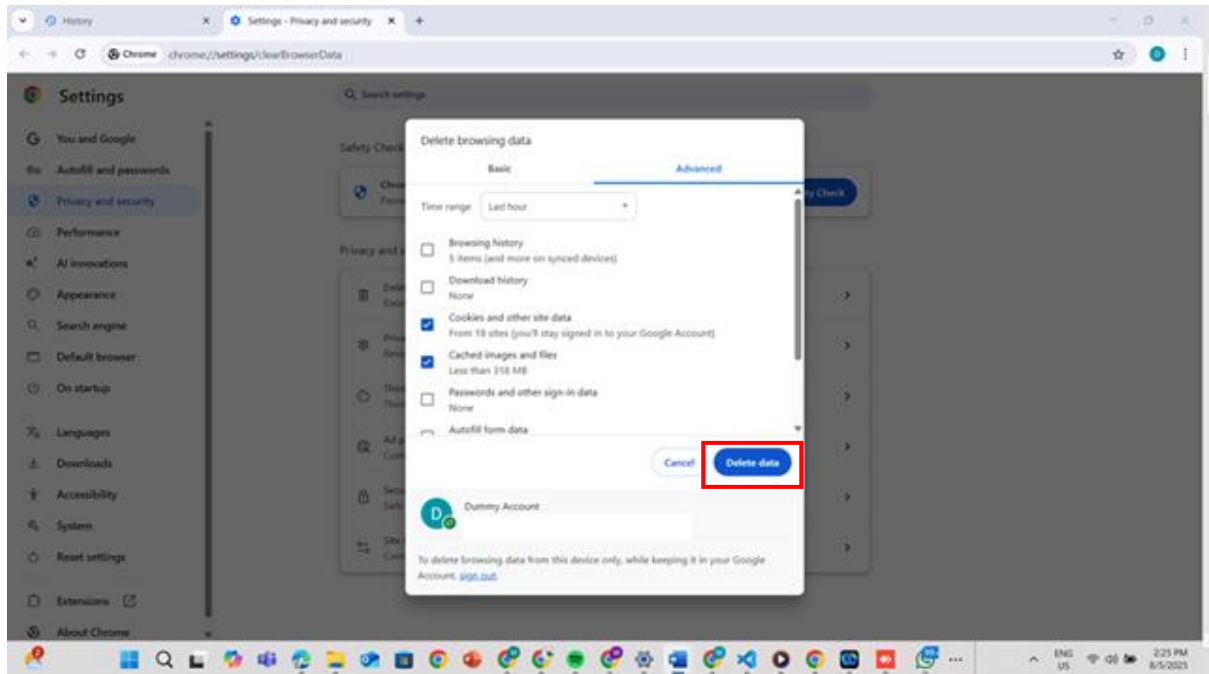 History
Settings - Privacy and security
Chrome chrome://settings/clearBrowserData
Settings
Search settings
You and Google
Autofill and passwords
Privacy and security
Performance
AI innovations
Appearance
Search engine
Default browser
On startup
Languages
Downloads
Accessibility
System
Reset settings
Extensions
About Chrome
Safety Check
Privacy and
Delete browsing data
Basic
Advanced
Time range
Last hour
Browsing history
5 items (and more on synced devices)
Download history
None
Cookies and other site data
From 18 sites (you'll stay signed in to your Google Account)
Cached images and files
Less than 318 MB
Passwords and other sign-in data
None
Autofill form data
Cancel
Delete data
D
Dummy Account
To delete browsing data from this device only, while keeping it in your Google
Account, sign out.
Check
ENG
US
2:25 PM
8/5/2025